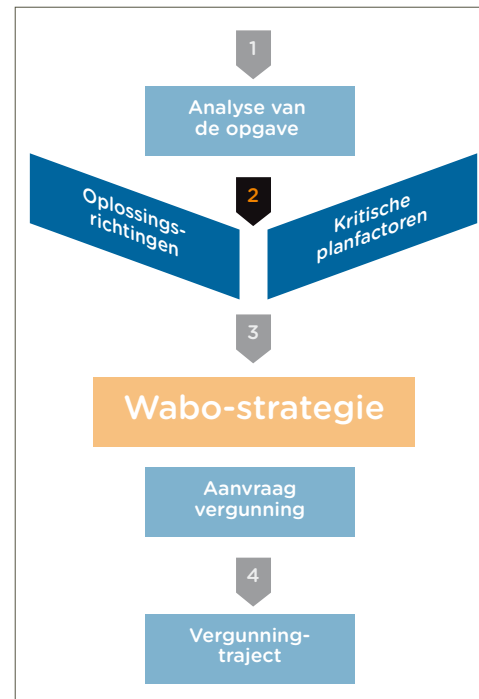 1
Analyse van
de opgave
2
Oplossings-
richtingen
Kritische
planfactoren
3
Wabo-strategie
Aanvraag
vergunning
4
Vergunning-
traject